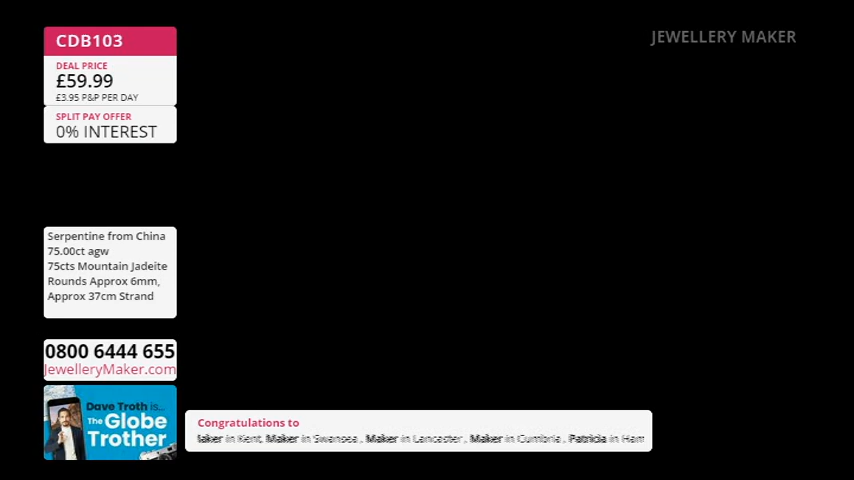 CDB103
DEAL PRICE
£59.99
£3.95 P&P PER DAY
SPLIT PAY OFFER
0% INTEREST
JEWELLERY MAKER
Serpentine from China
75.00ct agw
75cts Mountain Jadeite
Rounds Approx 6mm,
Approx 37cm Strand
0800 6444 655
JewelleryMaker.com
Dave Troth is..
The Globe
Trother
Congratulations to
in Kent, Maker in Swansea , Maker in Lancaster , Maker in Cumbria , Patricia in